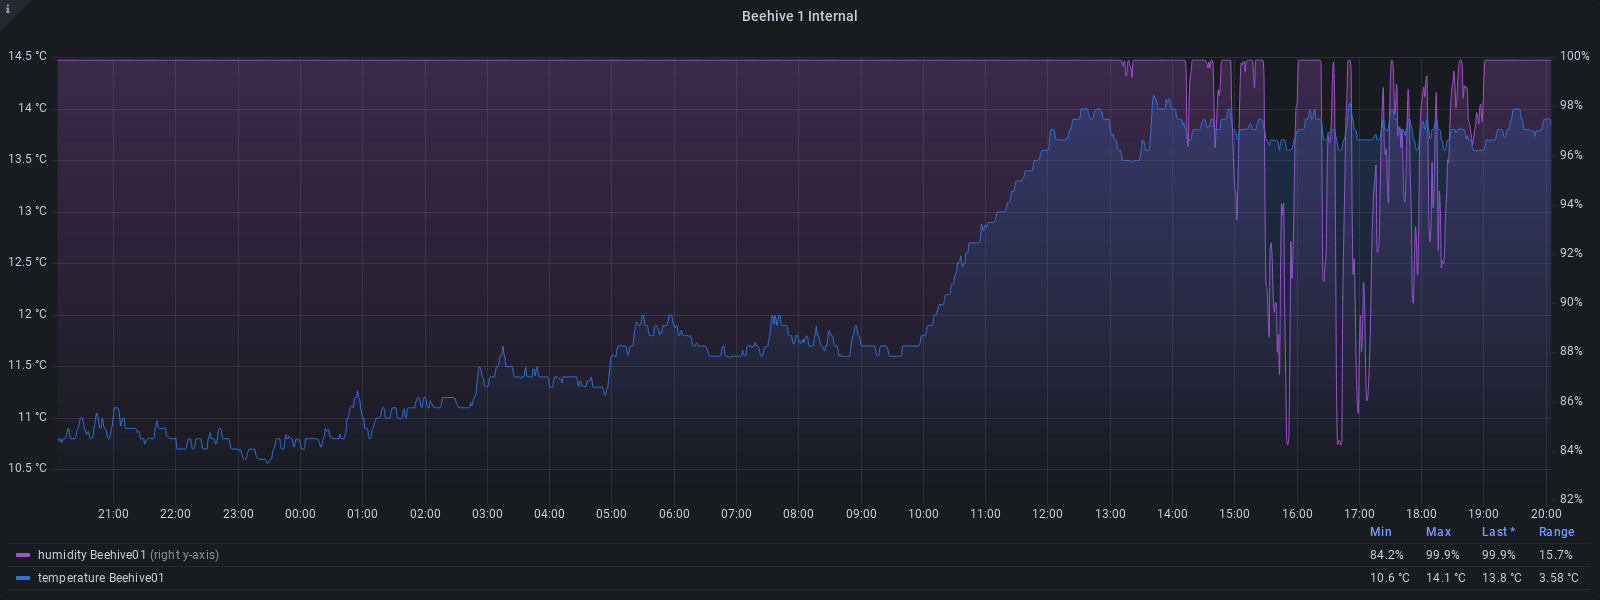 i
Beehive 1 Internal
14.5 °C 100%
14 °C 98%
13.5 °C 96%
13 °C 94%
12.5 °C 92%
12 °C 90%
11.5 °C 88%
11 °C 86%
10.5 °C 84%
82%
21:00 22:00 23:00 00:00 01:00 02:00 03:00 04:00 05:00 06:00 07:00 08:00 09:00 10:00 11:00 12:00 13:00 14:00 15:00 16:00 17:00 18:00 19:00 20:00
Min Max Last * Range
humidity Beehive01 (right y-axis) 84.2% 99.9% 99.9% 15.7%
temperature Beehive01 10.6 °C 14.1 °C 13.8 °C 3.58 °C